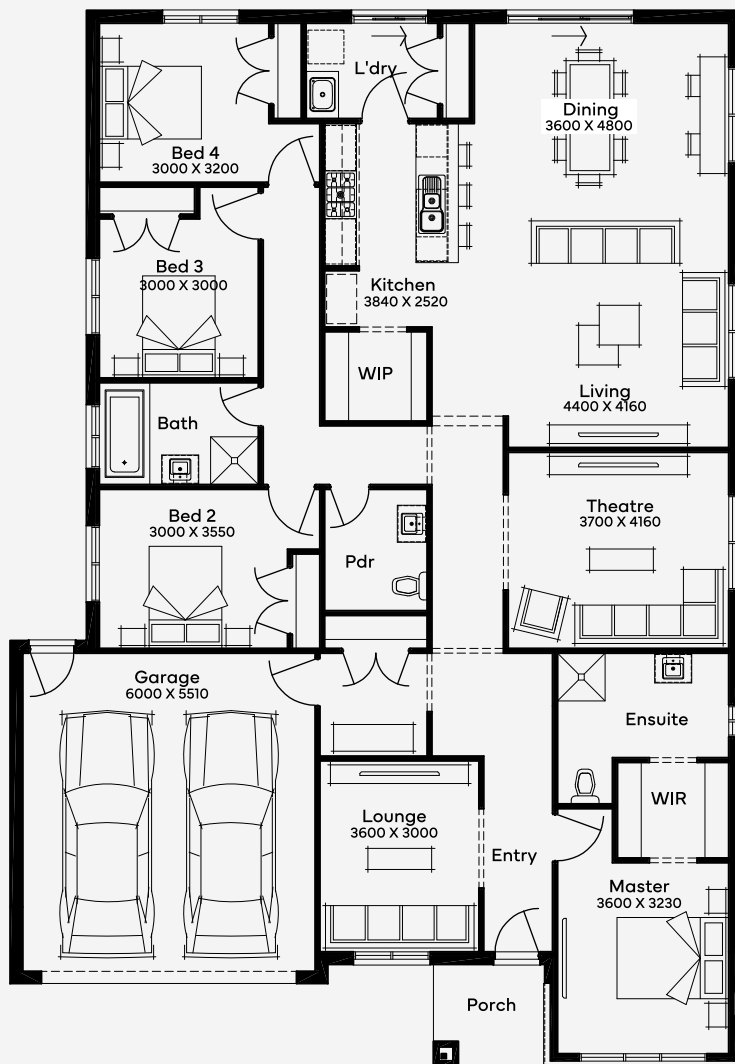 L'dry
Dining
3600 X 4800
Bed 4
3000 X 3200
Bed 3
3000 X 3000
Kitchen
3840 X 2520
WIP
Living
4400 X 4160
Bath
Bed 2
3000 X 3550
Theatre
3700 X 4160
Pdr
Garage
6000 X 5510
Ensuite
WIR
Lounge
3600 X 3000
Entry
Master
3600 X 3230
Porch